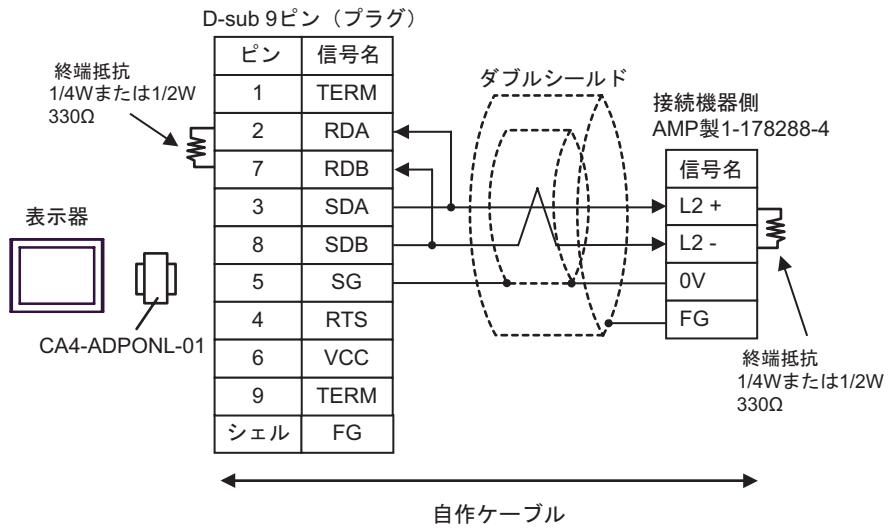 D-sub 9ピン（プラグ）
ピン 信号名
1 TERM
2 RDA
7 RDB
3 SDA
8 SDB
5 SG
4 RTS
6 VCC
9 TERM
シェル FG
終端抵抗
1/4Wまたは1/2W
330Ω
表示器
CA4-ADPONL-01
ダブルシールド
接続機器側
AMP製1-178288-4
信号名
L2 +
L2 -
0V
FG
終端抵抗
1/4Wまたは1/2W
330Ω
自作ケーブル